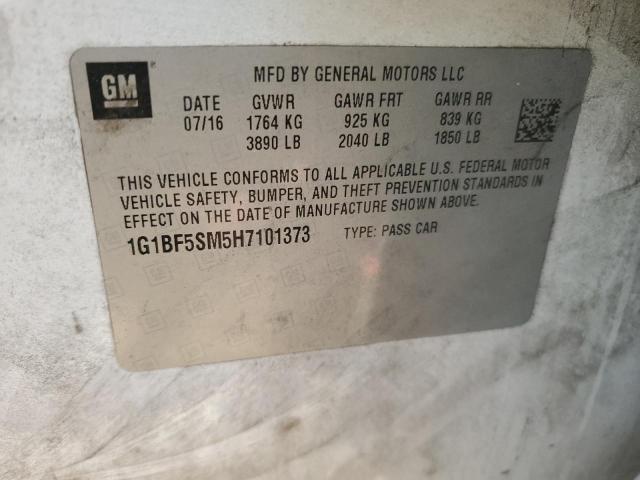 GM
MFD BY GENERAL MOTORS LLC
DATE GVWR GAWR FRT GAWR RR
07/16 1764 KG 925 KG 839 KG
3890 LB 2040 LB 1850 LB
THIS VEHICLE CONFORMS TO ALL APPLICABLE U.S. FEDERAL MOTOR
VEHICLE SAFETY, BUMPER, AND THEFT PREVENTION STANDARDS IN
EFFECT ON THE DATE OF MANUFACTURE SHOWN ABOVE.
1G1BF5SM5H7101373 TYPE: PASS CAR